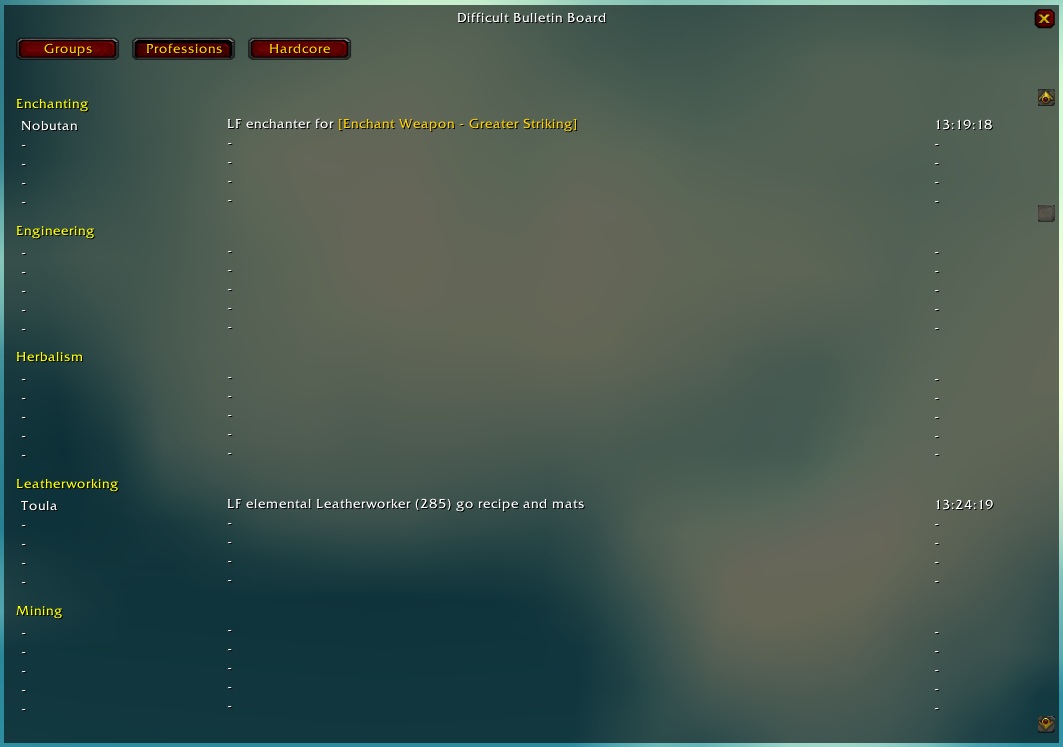 Difficult Bulletin Board
Groups Professions Hardcore
Enchanting
Nobutan LF enchanter for [Enchant Weapon - Greater Striking] 13:19:18
- - -
- - -
- - -
- - -
Engineering
- - -
- - -
- - -
- - -
- - -
Herbalism
- - -
- - -
- - -
- - -
- - -
Leatherworking
Toula LF elemental Leatherworker (285) go recipe and mats 13:24:19
- - -
- - -
- - -
- - -
Mining
- - -
- - -
- - -
- - -
- - -